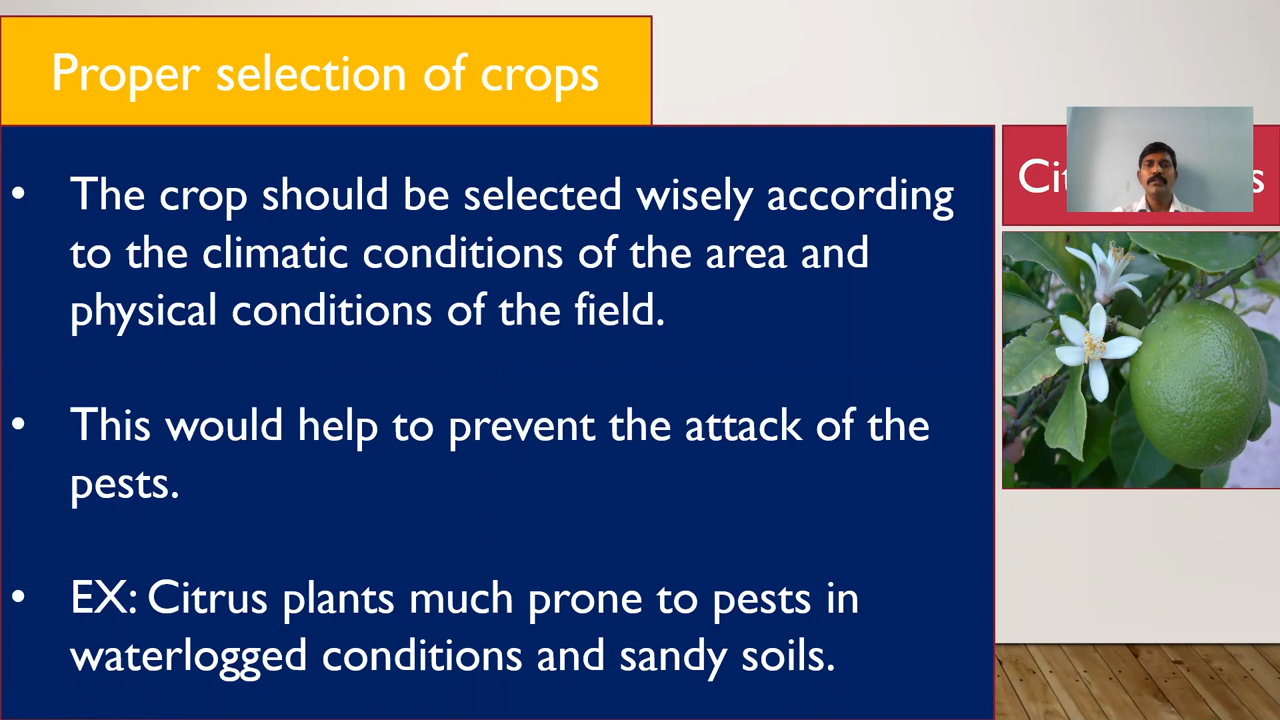 Proper selection of crops
• The crop should be selected wisely according
to the climatic conditions of the area and
physical conditions of the field.
• This would help to prevent the attack of the
pests.
• EX: Citrus plants much prone to pests in
waterlogged conditions and sandy soils.